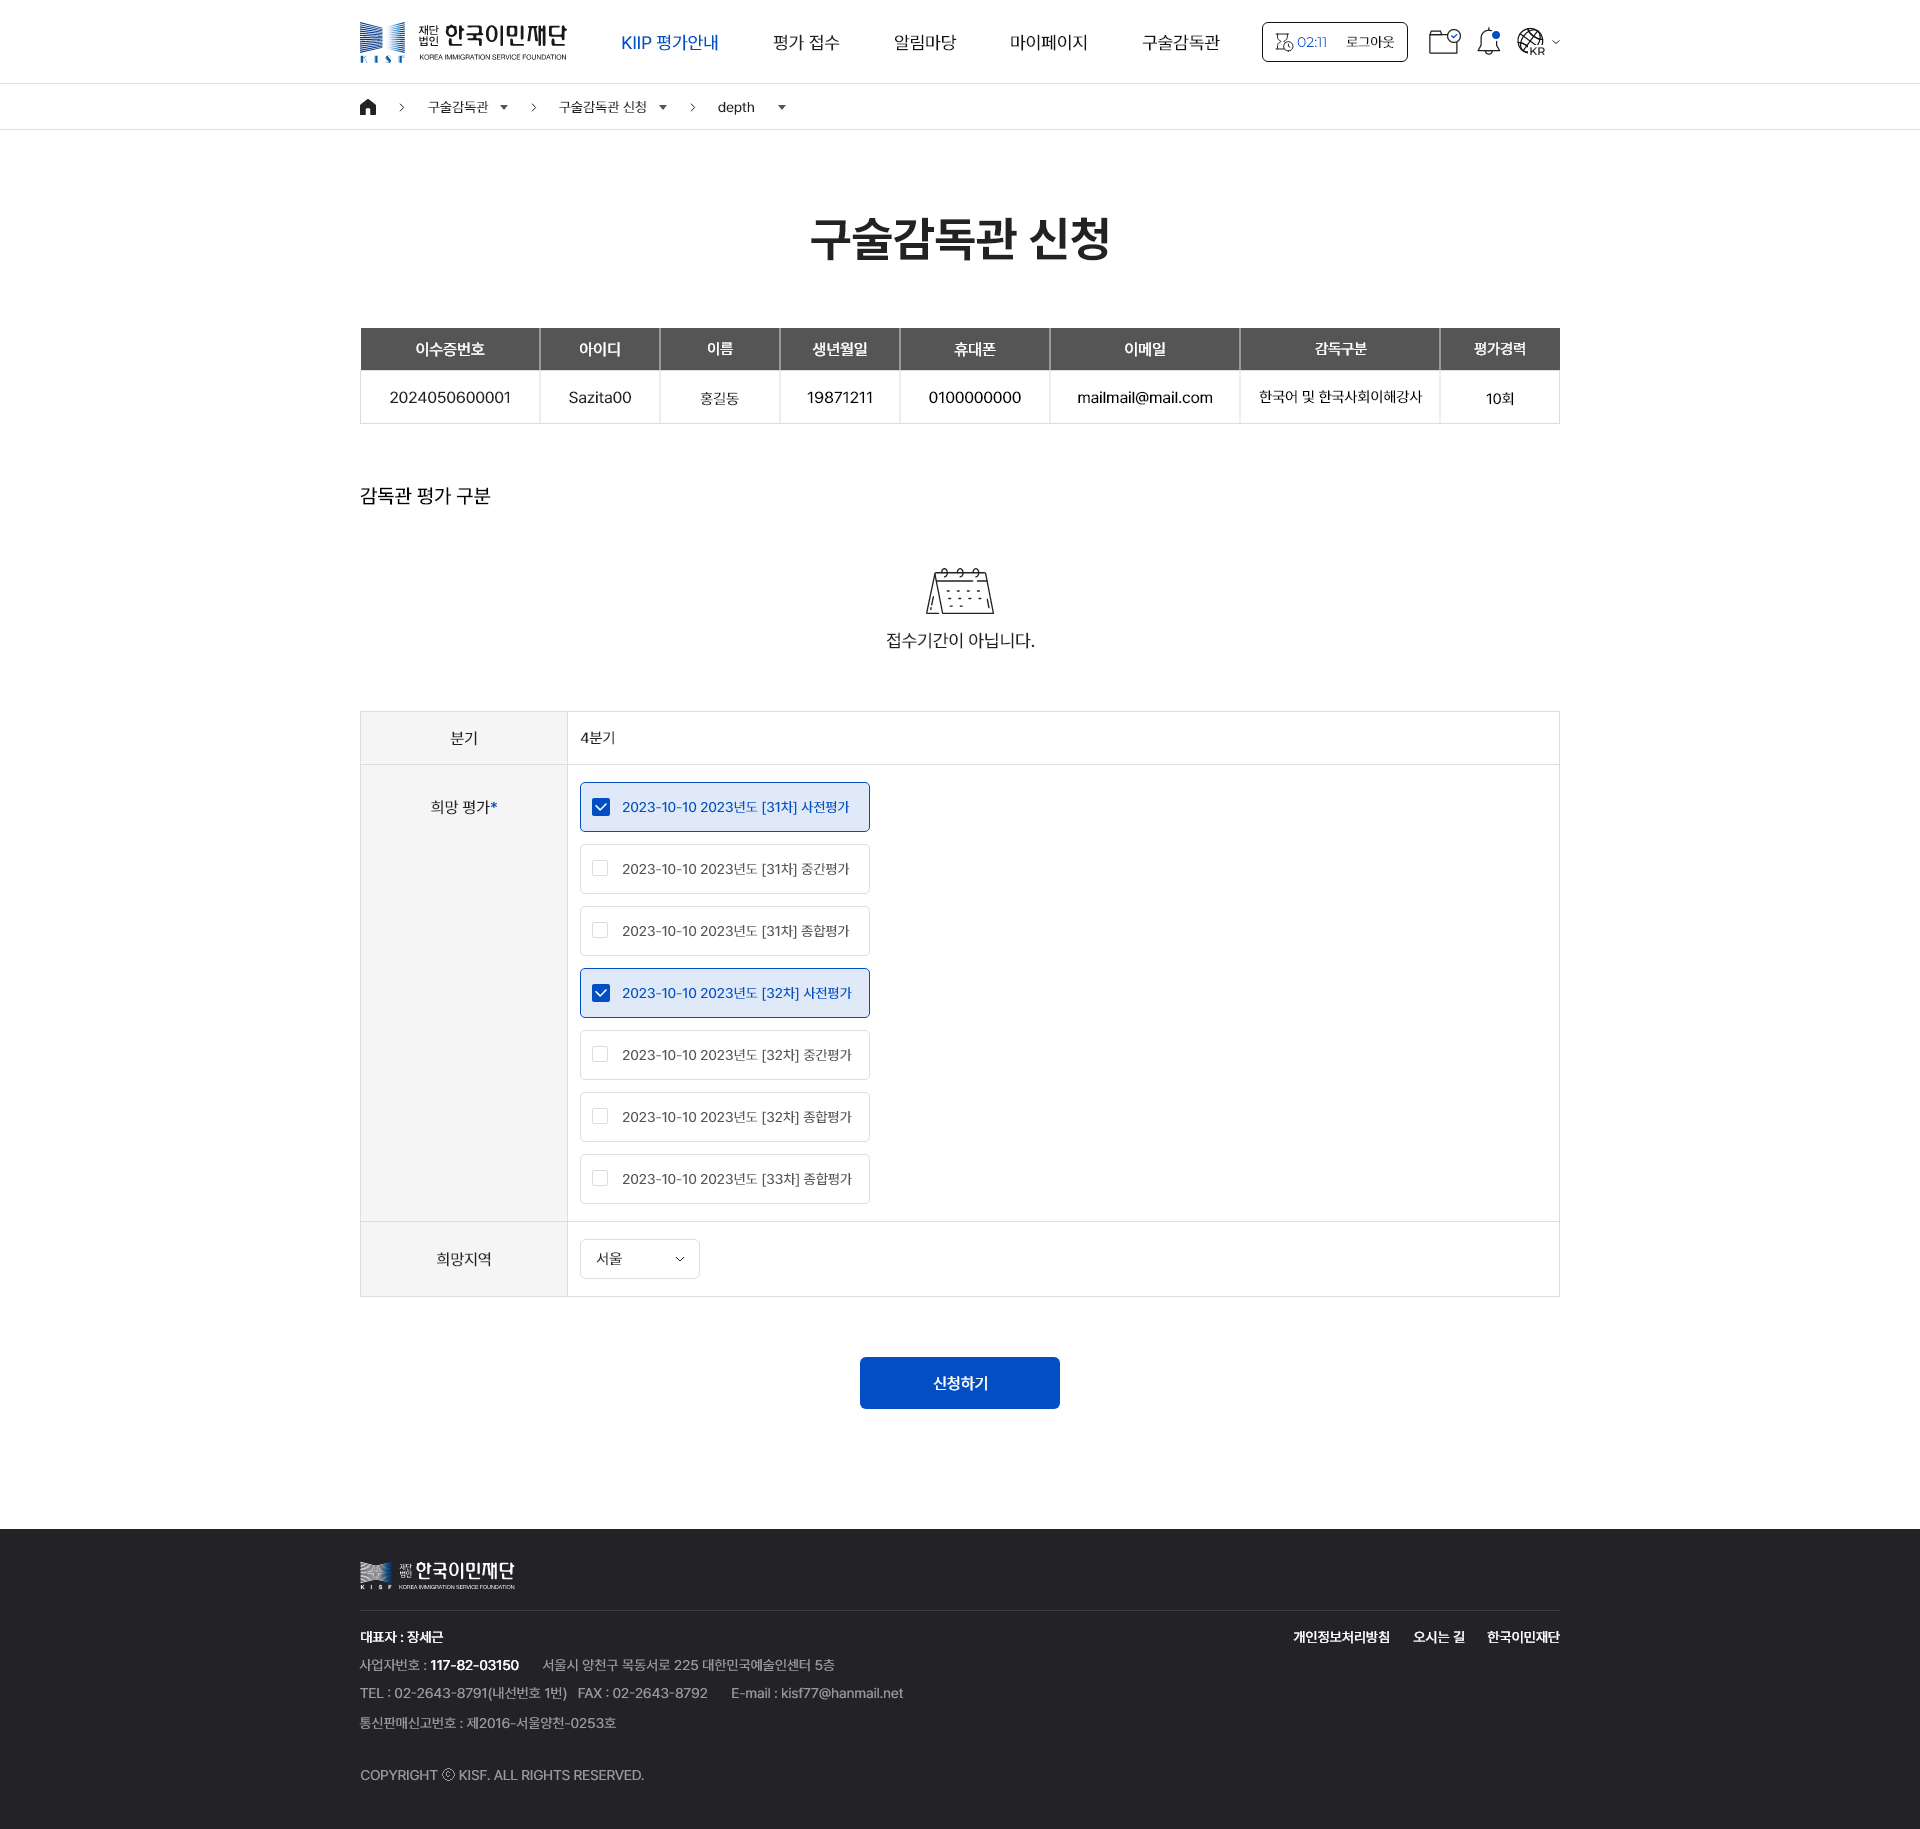 재단법인 한국이민재단
KISF KOREA IMMIGRATION SERVICE FOUNDATION
KIIP 평가안내 평가 접수 알림마당 마이페이지 구술감독관 02:11 로그아웃 KR
구술감독관 구술감독관 신청 depth
구술감독관 신청
이수증번호 아이디 이름 생년월일 휴대폰 이메일 감독구분 평가경력
2024050600001 Sazita00 홍길동 19871211 0100000000 mailmail@mail.com 한국어 및 한국사회이해강사 10회
감독관 평가 구분
접수기간이 아닙니다.
분기 4분기
희망 평가* 2023-10-10 2023년도 [31차] 사전평가
2023-10-10 2023년도 [31차] 중간평가
2023-10-10 2023년도 [31차] 종합평가
2023-10-10 2023년도 [32차] 사전평가
2023-10-10 2023년도 [32차] 중간평가
2023-10-10 2023년도 [32차] 종합평가
2023-10-10 2023년도 [33차] 종합평가
희망지역 서울
신청하기
재단법인 한국이민재단
KISF KOREA IMMIGRATION SERVICE FOUNDATION
대표자 : 장세근 개인정보처리방침 오시는 길 한국이민재단
사업자번호 : 117-82-03150 서울시 양천구 목동서로 225 대한민국예술인센터 5층
TEL : 02-2643-8791(내선번호 1번) FAX : 02-2643-8792 E-mail : kisf77@hanmail.net
통신판매신고번호 : 제2016-서울양천-0253호
COPYRIGHT ⓒ KISF. ALL RIGHTS RESERVED.